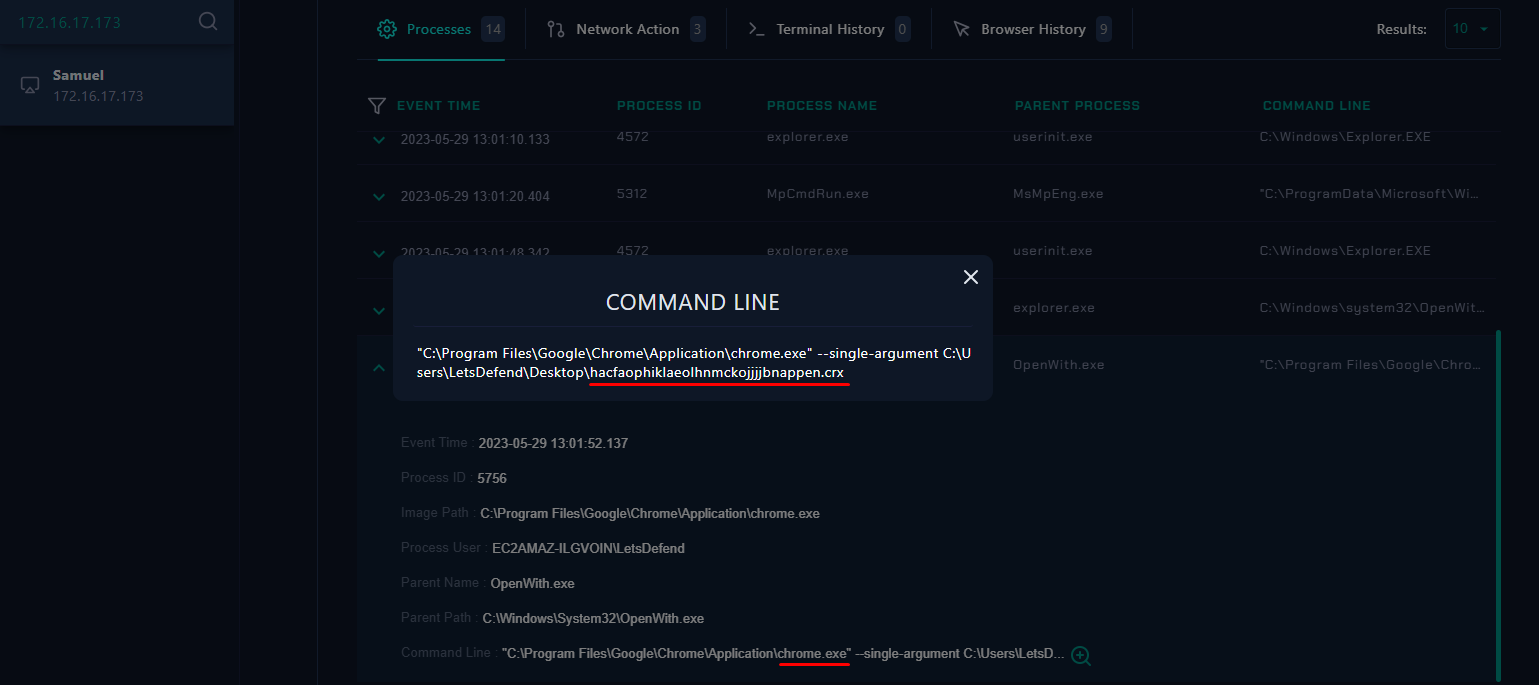 172.16.17.173
Samuel
172.16.17.173
Processes 14 Network Action 3 Terminal History 0 Browser History 9 Results: 10
EVENT TIME PROCESS ID PROCESS NAME PARENT PROCESS COMMAND LINE
2023-05-29 13:01:10.133 4572 explorer.exe userinit.exe C:\Windows\Explorer.EXE
2023-05-29 13:01:20.404 5312 MpCmdRun.exe MsMpEng.exe "C:\ProgramData\Microsoft\Wi...
2023-05-29 13:01:48.342 4572 explorer.exe userinit.exe C:\Windows\Explorer.EXE
explorer.exe C:\Windows\system32\OpenWit...
OpenWith.exe "C:\Program Files\Google\Chro...
COMMAND LINE
"C:\Program Files\Google\Chrome\Application\chrome.exe" --single-argument C:\U
sers\LetsDefend\Desktop\hacfaophiklaeolhnmckojjjjbnappen.crx
Event Time : 2023-05-29 13:01:52.137
Process ID : 5756
Image Path : C:\Program Files\Google\Chrome\Application\chrome.exe
Process User : EC2AMAZ-ILGVOIN\LetsDefend
Parent Name : OpenWith.exe
Parent Path : C:\Windows\System32\OpenWith.exe
Command Line : "C:\Program Files\Google\Chrome\Application\chrome.exe" --single-argument C:\Users\LetsD...